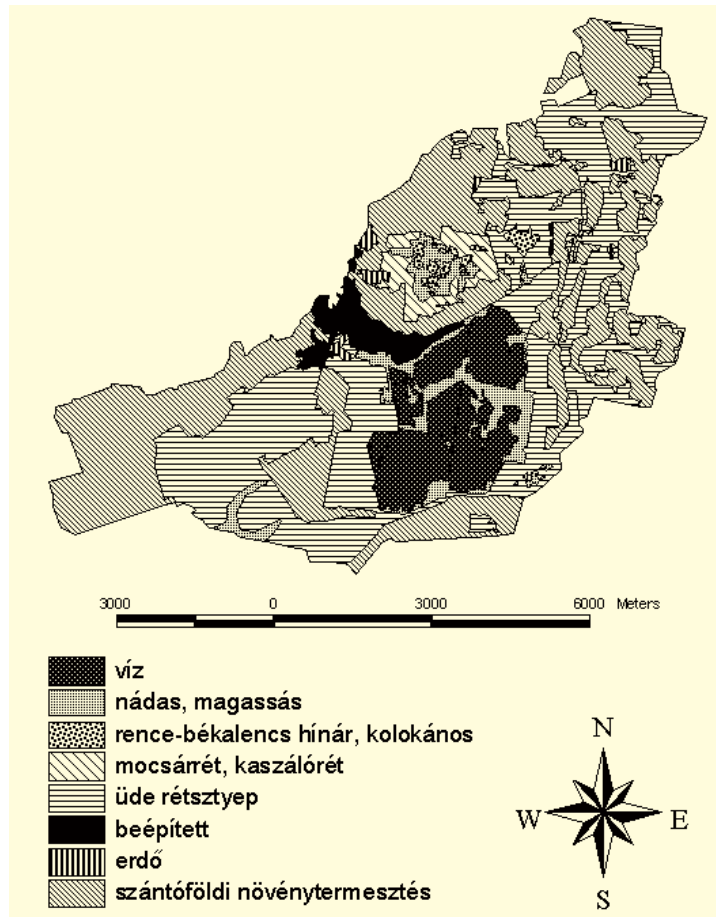 3000 0 3000 6000 Meters
víz
nádas, magassás
rence-békalencs hínár, kolokános
mocsárrét, kaszálórét
üde rétsztyep
beépített
erdő
szántóföldi növénytermesztés
N
W E
S